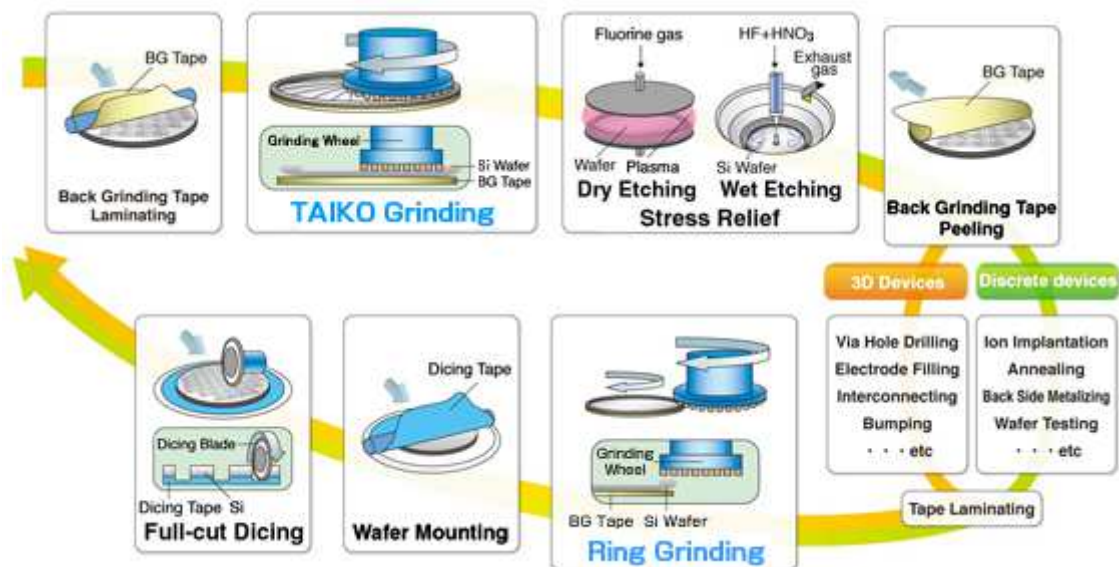 BG Tape
Back Grinding Tape
Laminating
Grinding Wheel
Si Wafer
BG Tape
TAIKO Grinding
Fluorine gas
HF+HNO₃
Exhaust
gas
Wafer
Plasma
Si Wafer
Dry Etching
Wet Etching
Stress Relief
BG Tape
Back Grinding Tape
Peeling
3D Devices
Via Hole Drilling
Electrode Filling
Interconnecting
Bumping
・・・etc
Discrete devices
Ion Implantation
Annealing
Back Side Metalizing
Wafer Testing
・・・etc
Tape Laminating
Grinding
Wheel
BG Tape
Si Wafer
Ring Grinding
Dicing Tape
Wafer Mounting
Dicing Blade
Dicing Tape
Si
Full-cut Dicing